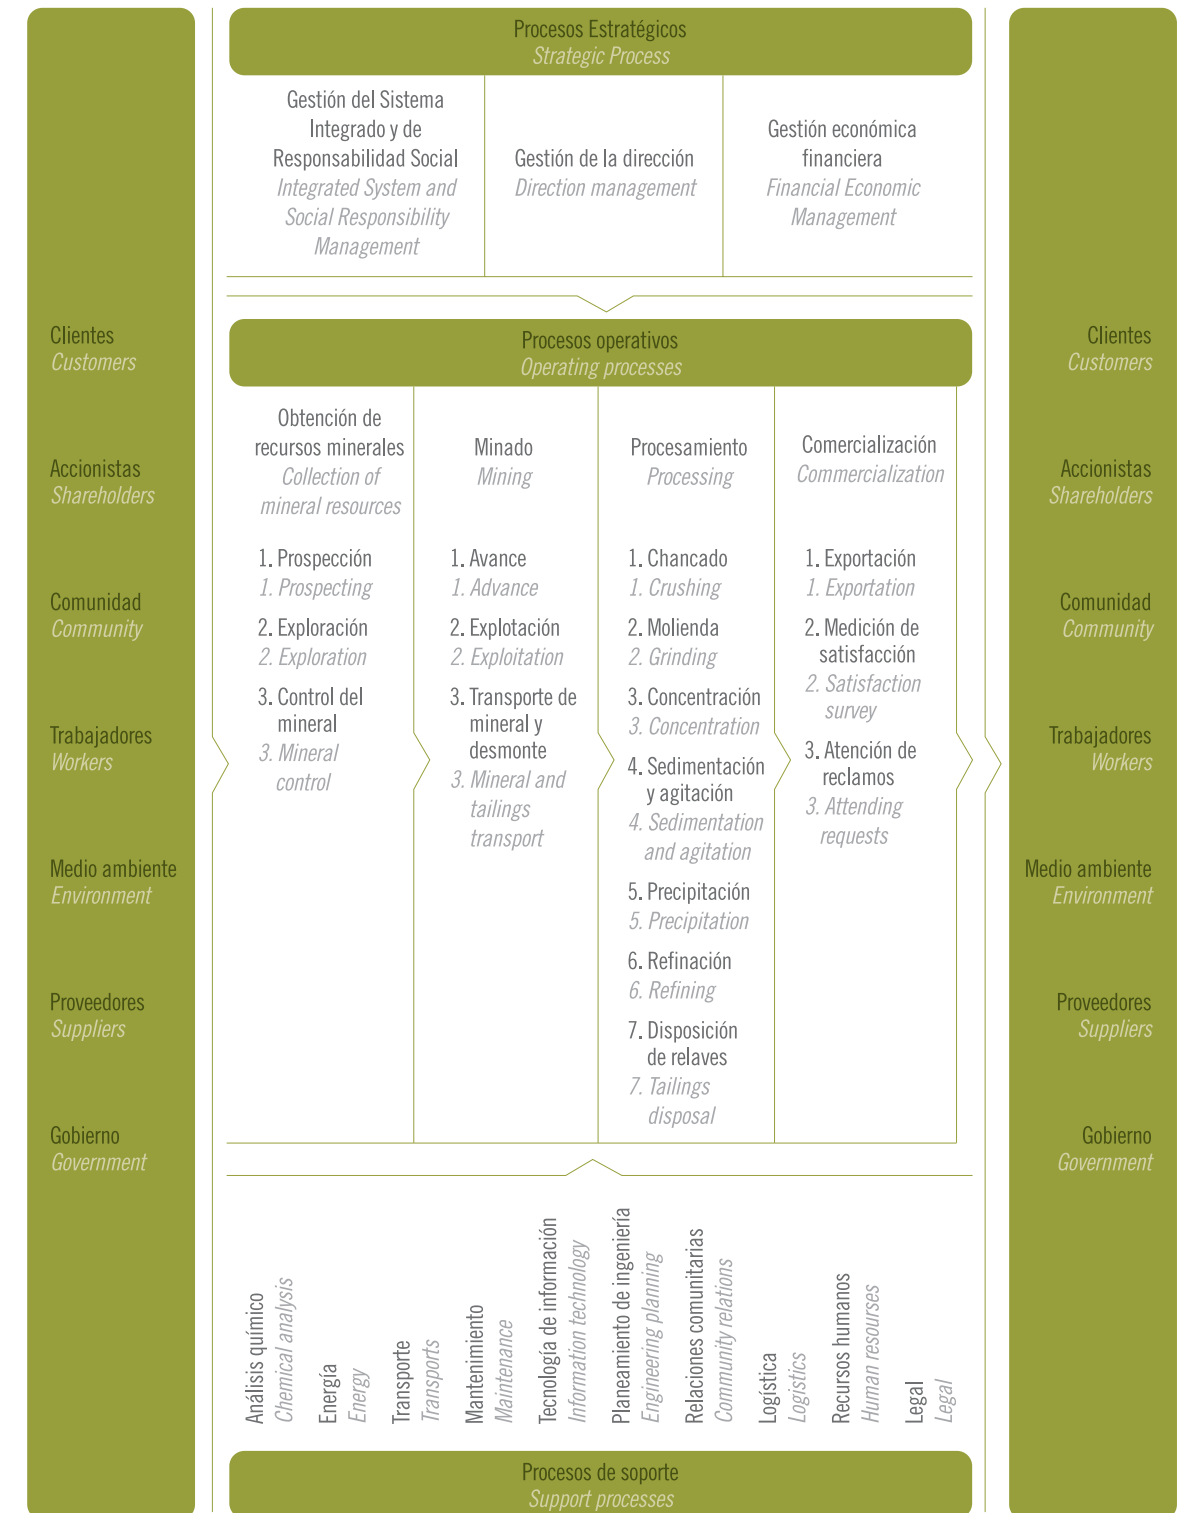 Procesos Estratégicos
Strategic Process
Gestión del Sistema
Integrado y de
Responsabilidad Social
Integrated System and
Social Responsibility
Management
Gestión de la dirección
Direction management
Gestión económica
financiera
Financial Economic
Management
Clientes
Customers
Accionistas
Shareholders
Comunidad
Community
Trabajadores
Workers
Medio ambiente
Environment
Proveedores
Suppliers
Gobierno
Government
Procesos operativos
Operating processes
Obtención de
recursos minerales
Collection of
mineral resources
1. Prospección
1. Prospecting
2. Exploración
2. Exploration
3. Control del
mineral
3. Mineral
control
Minado
Mining
1. Avance
1. Advance
2. Explotación
2. Exploitation
3. Transporte de
mineral y
desmonte
3. Mineral and
tailings
transport
Procesamiento
Processing
1. Chancado
1. Crushing
2. Molienda
2. Grinding
3. Concentración
3. Concentration
4. Sedimentación
y agitación
4. Sedimentation
and agitation
5. Precipitación
5. Precipitation
6. Refinación
6. Refining
7. Disposición
de relaves
7. Tailings
disposal
Comercialización
Commercialization
1. Exportación
1. Exportation
2. Medición de
satisfacción
2. Satisfaction
survey
3. Atención de
reclamos
3. Attending
requests
Clientes
Customers
Accionistas
Shareholders
Comunidad
Community
Trabajadores
Workers
Medio ambiente
Environment
Proveedores
Suppliers
Gobierno
Government
Análisis químico
Chemical analysis
Energía
Energy
Transporte
Transports
Mantenimiento
Maintenance
Tecnología de información
Information technology
Planeamiento de ingeniería
Engineering planning
Relaciones comunitarias
Community relations
Logística
Logistics
Recursos humanos
Human resourses
Legal
Legal
Procesos de soporte
Support processes